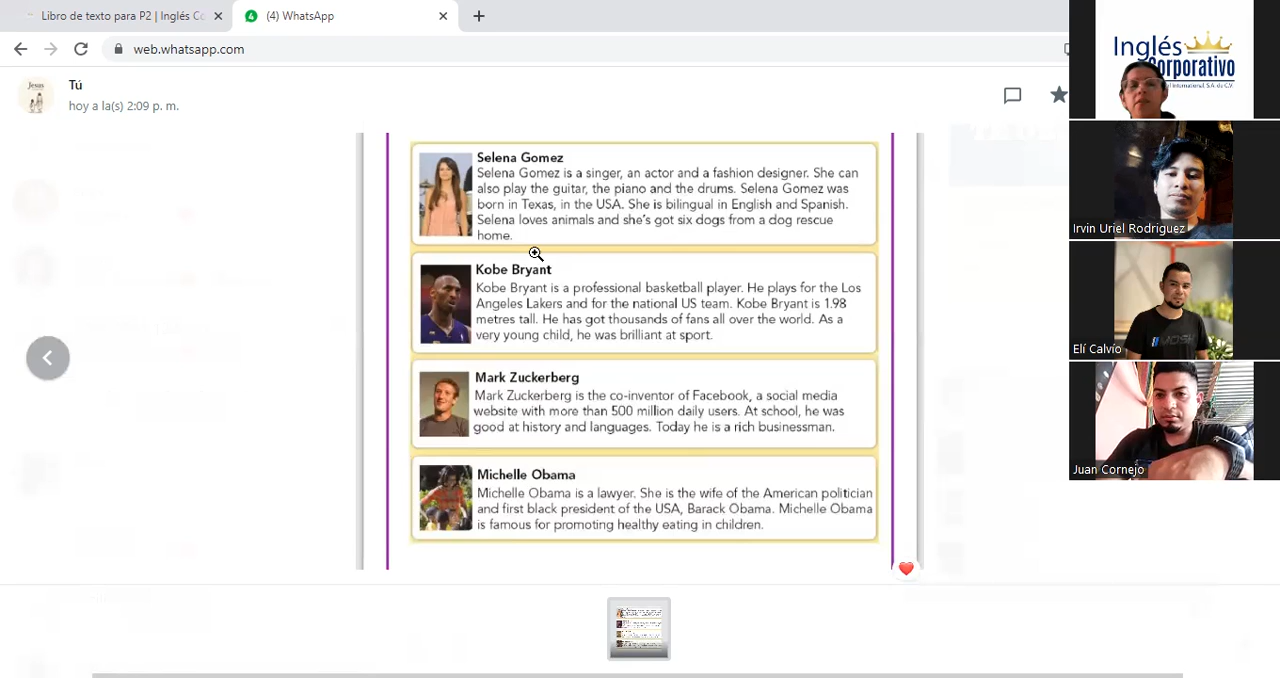 Libro de texto para P2 | Inglés Co
(4) WhatsApp
web.whatsapp.com
Tú
hoy a la(s) 2:09 p. m.
Selena Gomez
Selena Gomez is a singer, an actor and a fashion designer. She can
also play the guitar, the piano and the drums. Selena Gomez was
born in Texas, in the USA. She is bilingual in English and Spanish.
Selena loves animals and she's got six dogs from a dog rescue
home.
Kobe Bryant
Kobe Bryant is a professional basketball player. He plays for the Los
Angeles Lakers and for the national US team. Kobe Bryant is 1.98
metres tall. He has got thousands of fans all over the world. As a
very young child, he was brilliant at sport.
Mark Zuckerberg
Mark Zuckerberg is the co-inventor of Facebook, a social media
website with more than 500 million daily users. At school, he was
good at history and languages. Today he is a rich businessman.
Michelle Obama
Michelle Obama is a lawyer. She is the wife of the American politician
and first black president of the USA, Barack Obama. Michelle Obama
is famous for promoting healthy eating in children.
Inglés
Corporativo
International, S.A. de C.V.
Irvin Uriel Rodriguez
Elí Calvío
Juan Cornejo